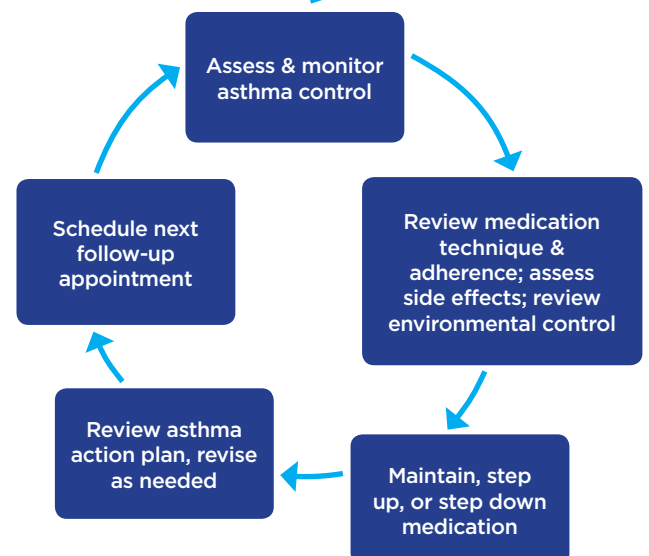 Assess & monitor
asthma control
Review medication
technique &
adherence; assess
side effects; review
environmental control
Maintain, step
up, or step down
medication
Review asthma
action plan, revise
as needed
Schedule next
follow-up
appointment